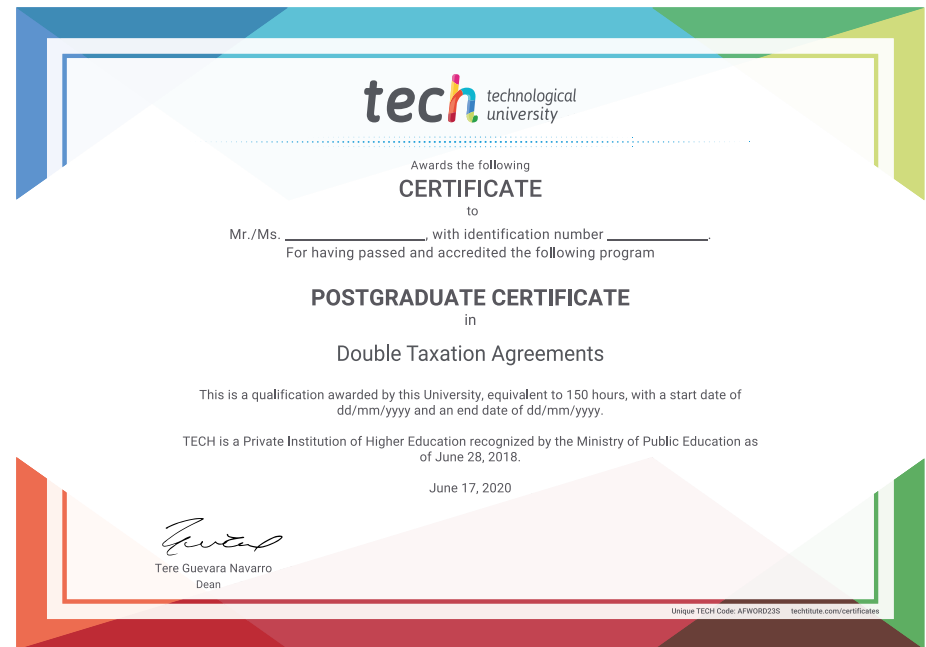 tech technological
university
Awards the following
CERTIFICATE
to
Mr./Ms. ____________, with identification number ____________.
For having passed and accredited the following program
POSTGRADUATE CERTIFICATE
in
Double Taxation Agreements
This is a qualification awarded by this University, equivalent to 150 hours, with a start date of
dd/mm/yyyy and an end date of dd/mm/yyyy.
TECH is a Private Institution of Higher Education recognized by the Ministry of Public Education as
of June 28, 2018.
June 17, 2020
Tere Guevara Navarro
Dean
Unique TECH Code: AFWORD23S techtitute.com/certificates